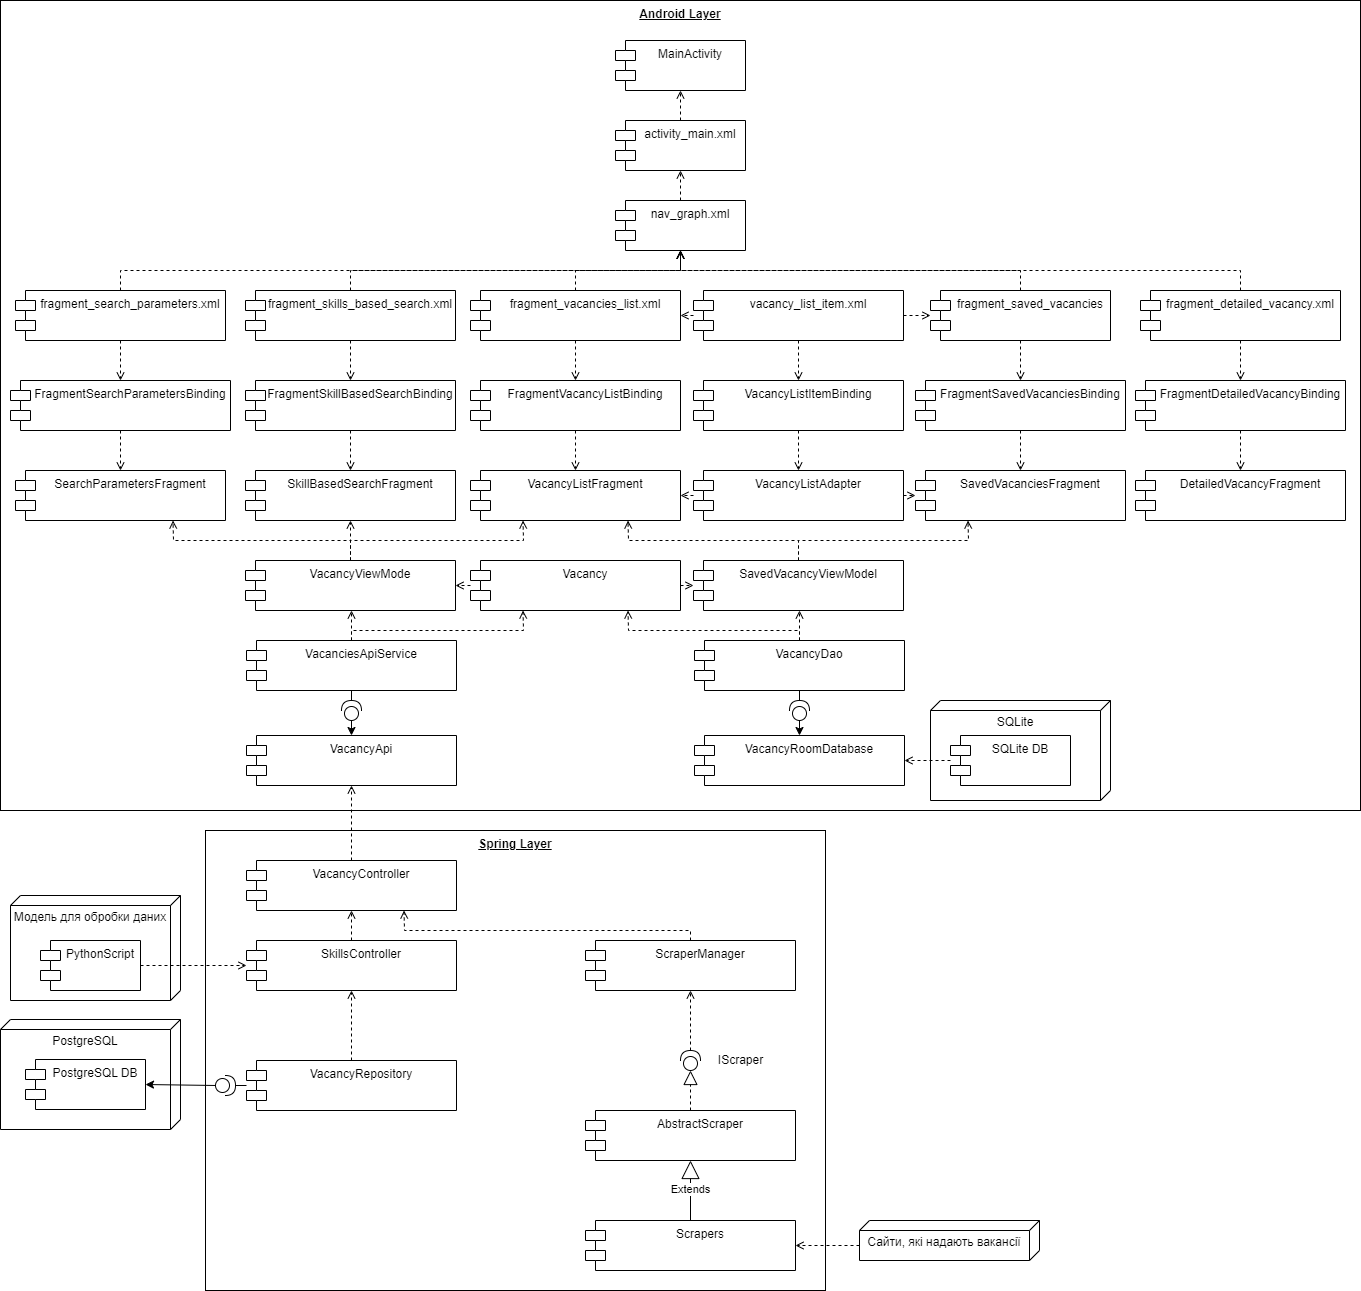 Android Layer
MainActivity
activity_main.xml
nav_graph.xml
fragment_search_parameters.xml
fragment_skills_based_search.xml
fragment_vacancies_list.xml
vacancy_list_item.xml
fragment_saved_vacancies
fragment_detailed_vacancy.xml
FragmentSearchParametersBinding
FragmentSkillBasedSearchBinding
FragmentVacancyListBinding
VacancyListItemBinding
FragmentSavedVacanciesBinding
FragmentDetailedVacancyBinding
SearchParametersFragment
SkillBasedSearchFragment
VacancyListFragment
VacancyListAdapter
SavedVacanciesFragment
DetailedVacancyFragment
VacancyViewMode
Vacancy
SavedVacancyViewModel
VacanciesApiService
VacancyDao
SQLite
VacancyApi
VacancyRoomDatabase
SQLite DB
Spring Layer
VacancyController
Модель для обробки даних
PythonScript
SkillsController
ScraperManager
PostgreSQL
IScraper
PostgreSQL DB
VacancyRepository
AbstractScraper
Extends
Scrapers
Сайти, які надають вакансії